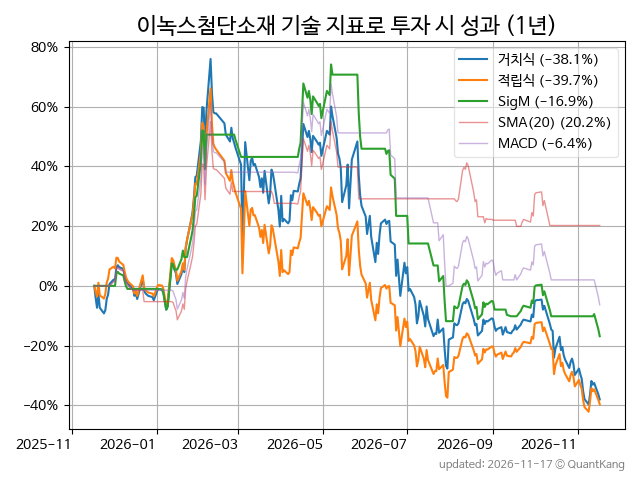 이녹스첨단소재 기술 지표로 투자 시 성과 (1년)
80%
60%
40%
20%
0%
−20%
−40%
거치식 (−38.1%)
적립식 (−39.7%)
SigM (−16.9%)
SMA(20) (20.2%)
MACD (−6.4%)
2025-11 2026-01 2026-03 2026-05 2026-07 2026-09 2026-11
updated: 2026-11-17 © QuantKang